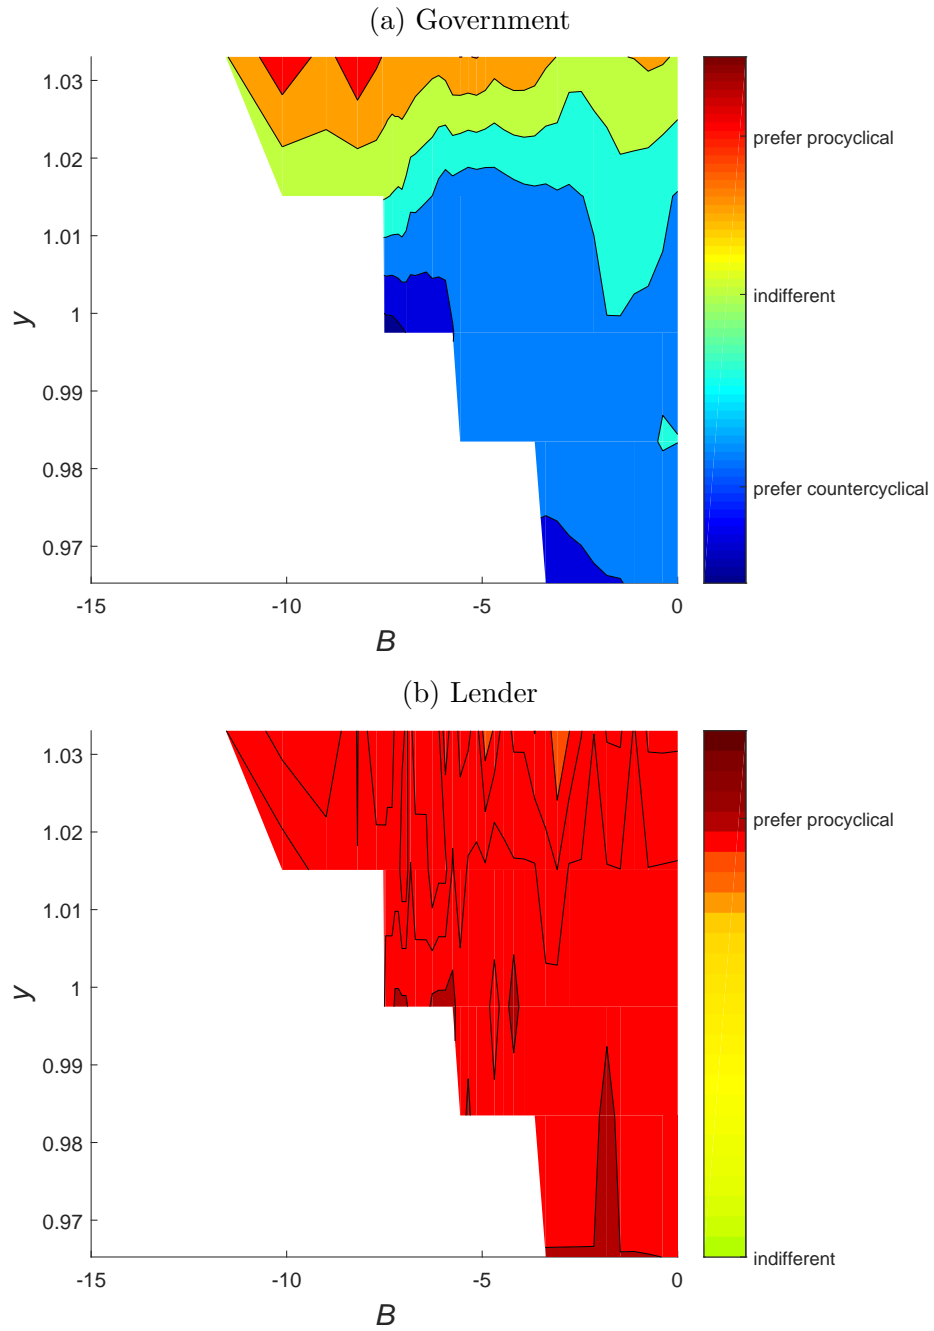 (a) Government
1.03
1.02
1.01
1
0.99
0.98
0.97
y
-15
-10
-5
0
B
prefer procyclical
indifferent
prefer countercyclical
(b) Lender
1.03
1.02
1.01
1
0.99
0.98
0.97
y
-15
-10
-5
0
B
prefer procyclical
indifferent